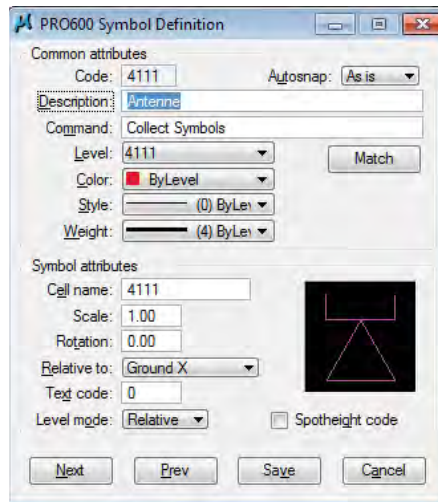 PRO600 Symbol Definition
Common attributes
Code: 4111 Autosnap: As is
Description: Antenne
Command: Collect Symbols
Level: 4111 Match
Color: ByLevel
Style: (0) ByLev
Weight: (4) ByLev
Symbol attributes
Cell name: 4111
Scale: 1.00
Rotation: 0.00
Relative to: Ground X
Text code: 0
Level mode: Relative Spotheight code
Next Prev Save Cancel